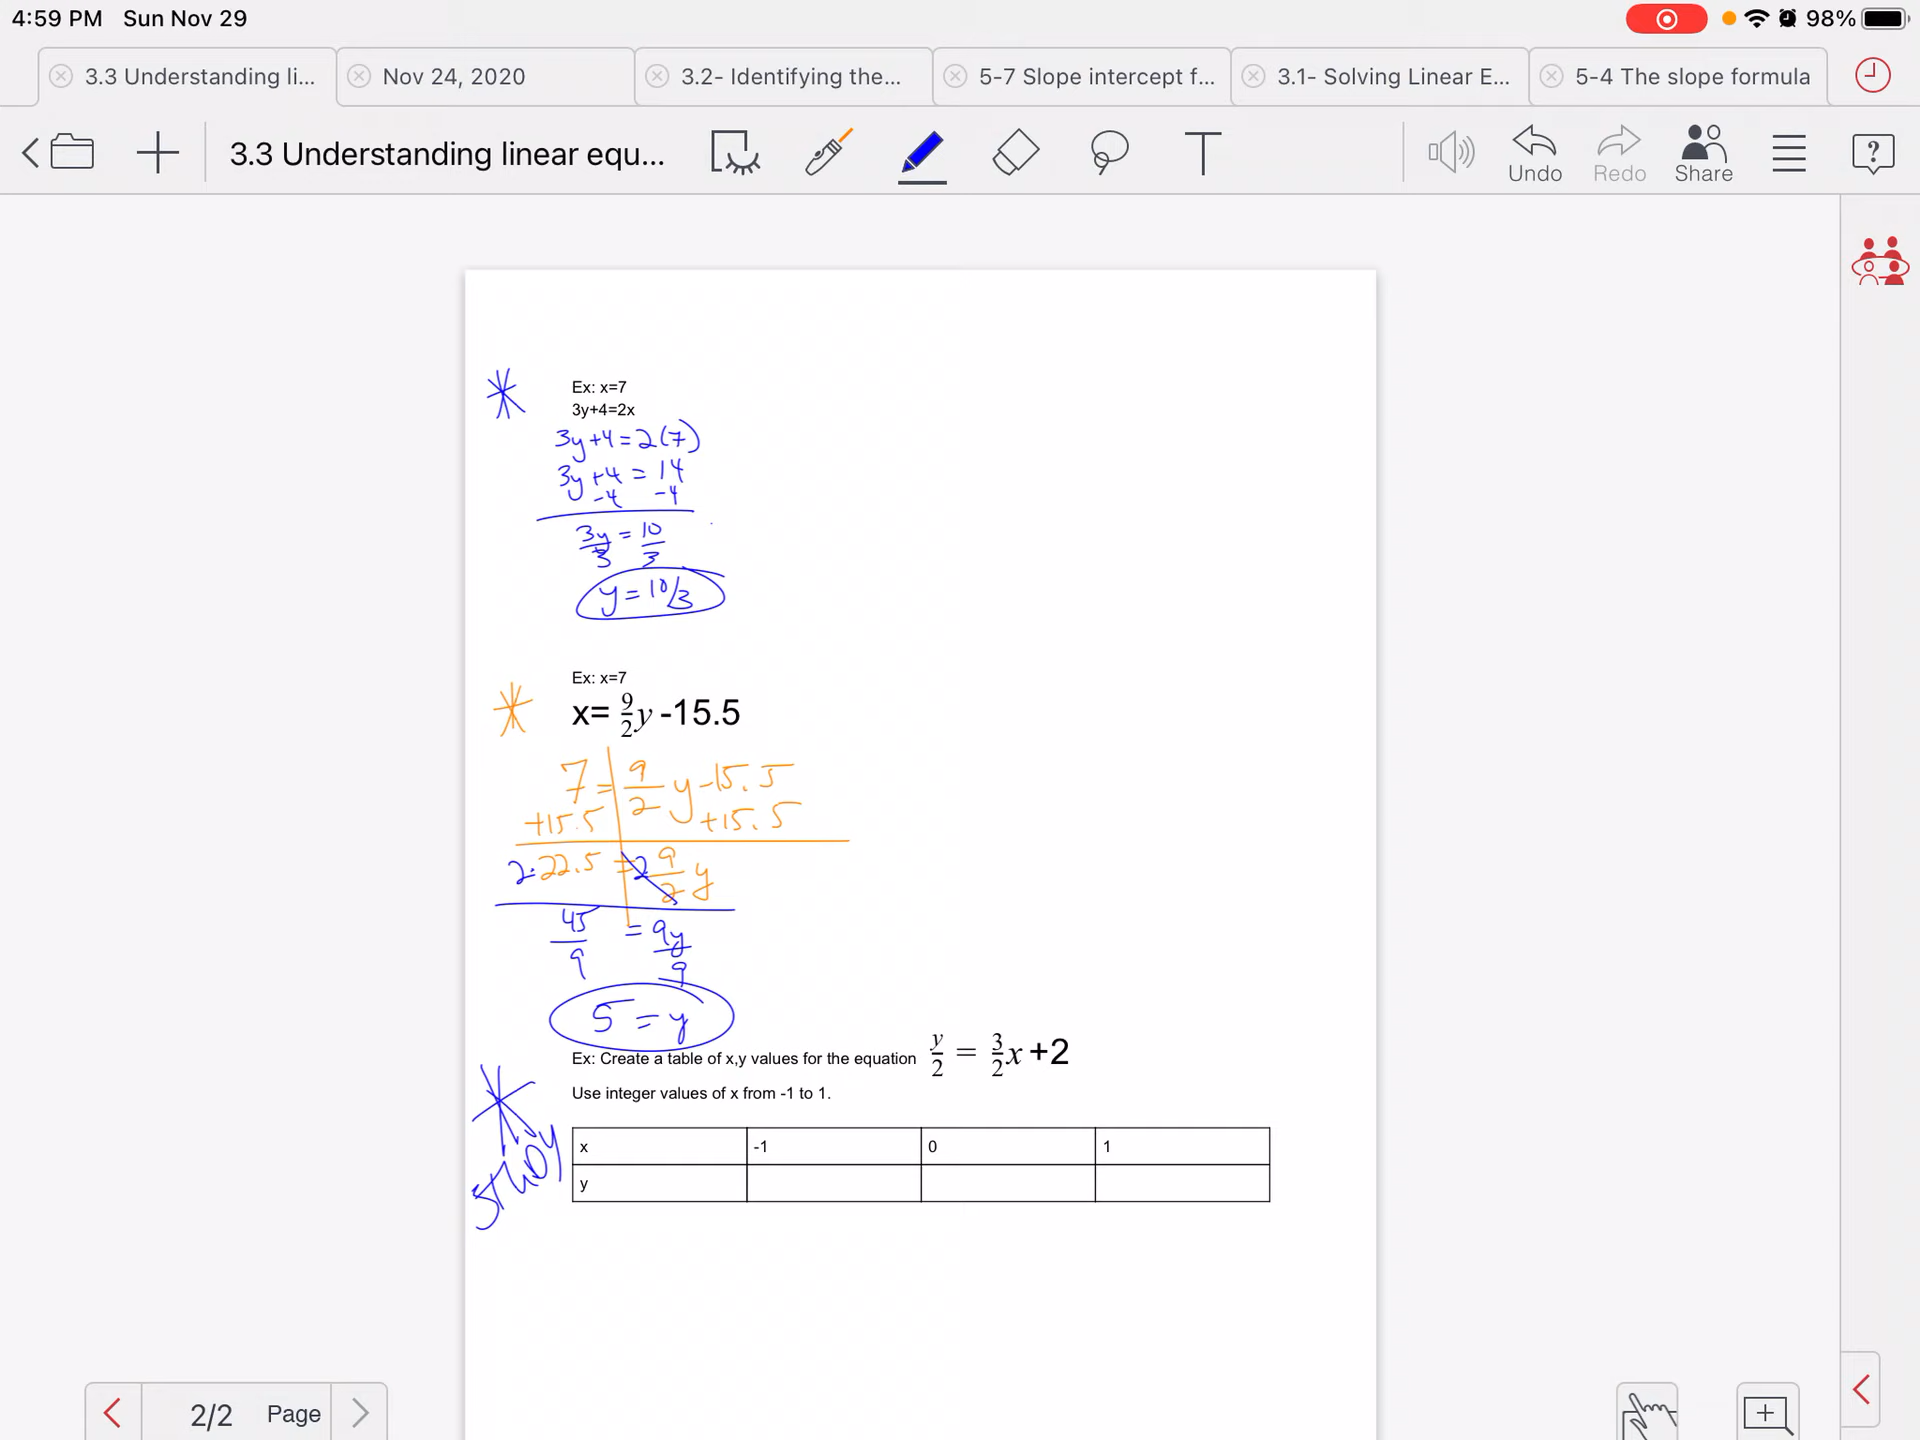 4:59 PM Sun Nov 29
98%
3.3 Understanding li...
Nov 24, 2020
3.2- Identifying the...
5-7 Slope intercept f...
3.1- Solving Linear E...
5-4 The slope formula
3.3 Understanding linear equ...
T
Undo
Redo
Share
?
Ex: x=7
3y+4=2x
3y+4=2(7)
3y+4 = 14
-4 -4
3y/3 = 10/3
y=10/3
Ex: x=7
x= 9/2 y -15.5
7 = 9/2 y -15.5
+15.5 +15.5
2·22.5 = 2 9/2 y
45/9 = 9y/9
5 = y
Ex: Create a table of x,y values for the equation y/2 = 3/2 x +2
Use integer values of x from -1 to 1.
STUDY
x -1 0 1
y
2/2 Page